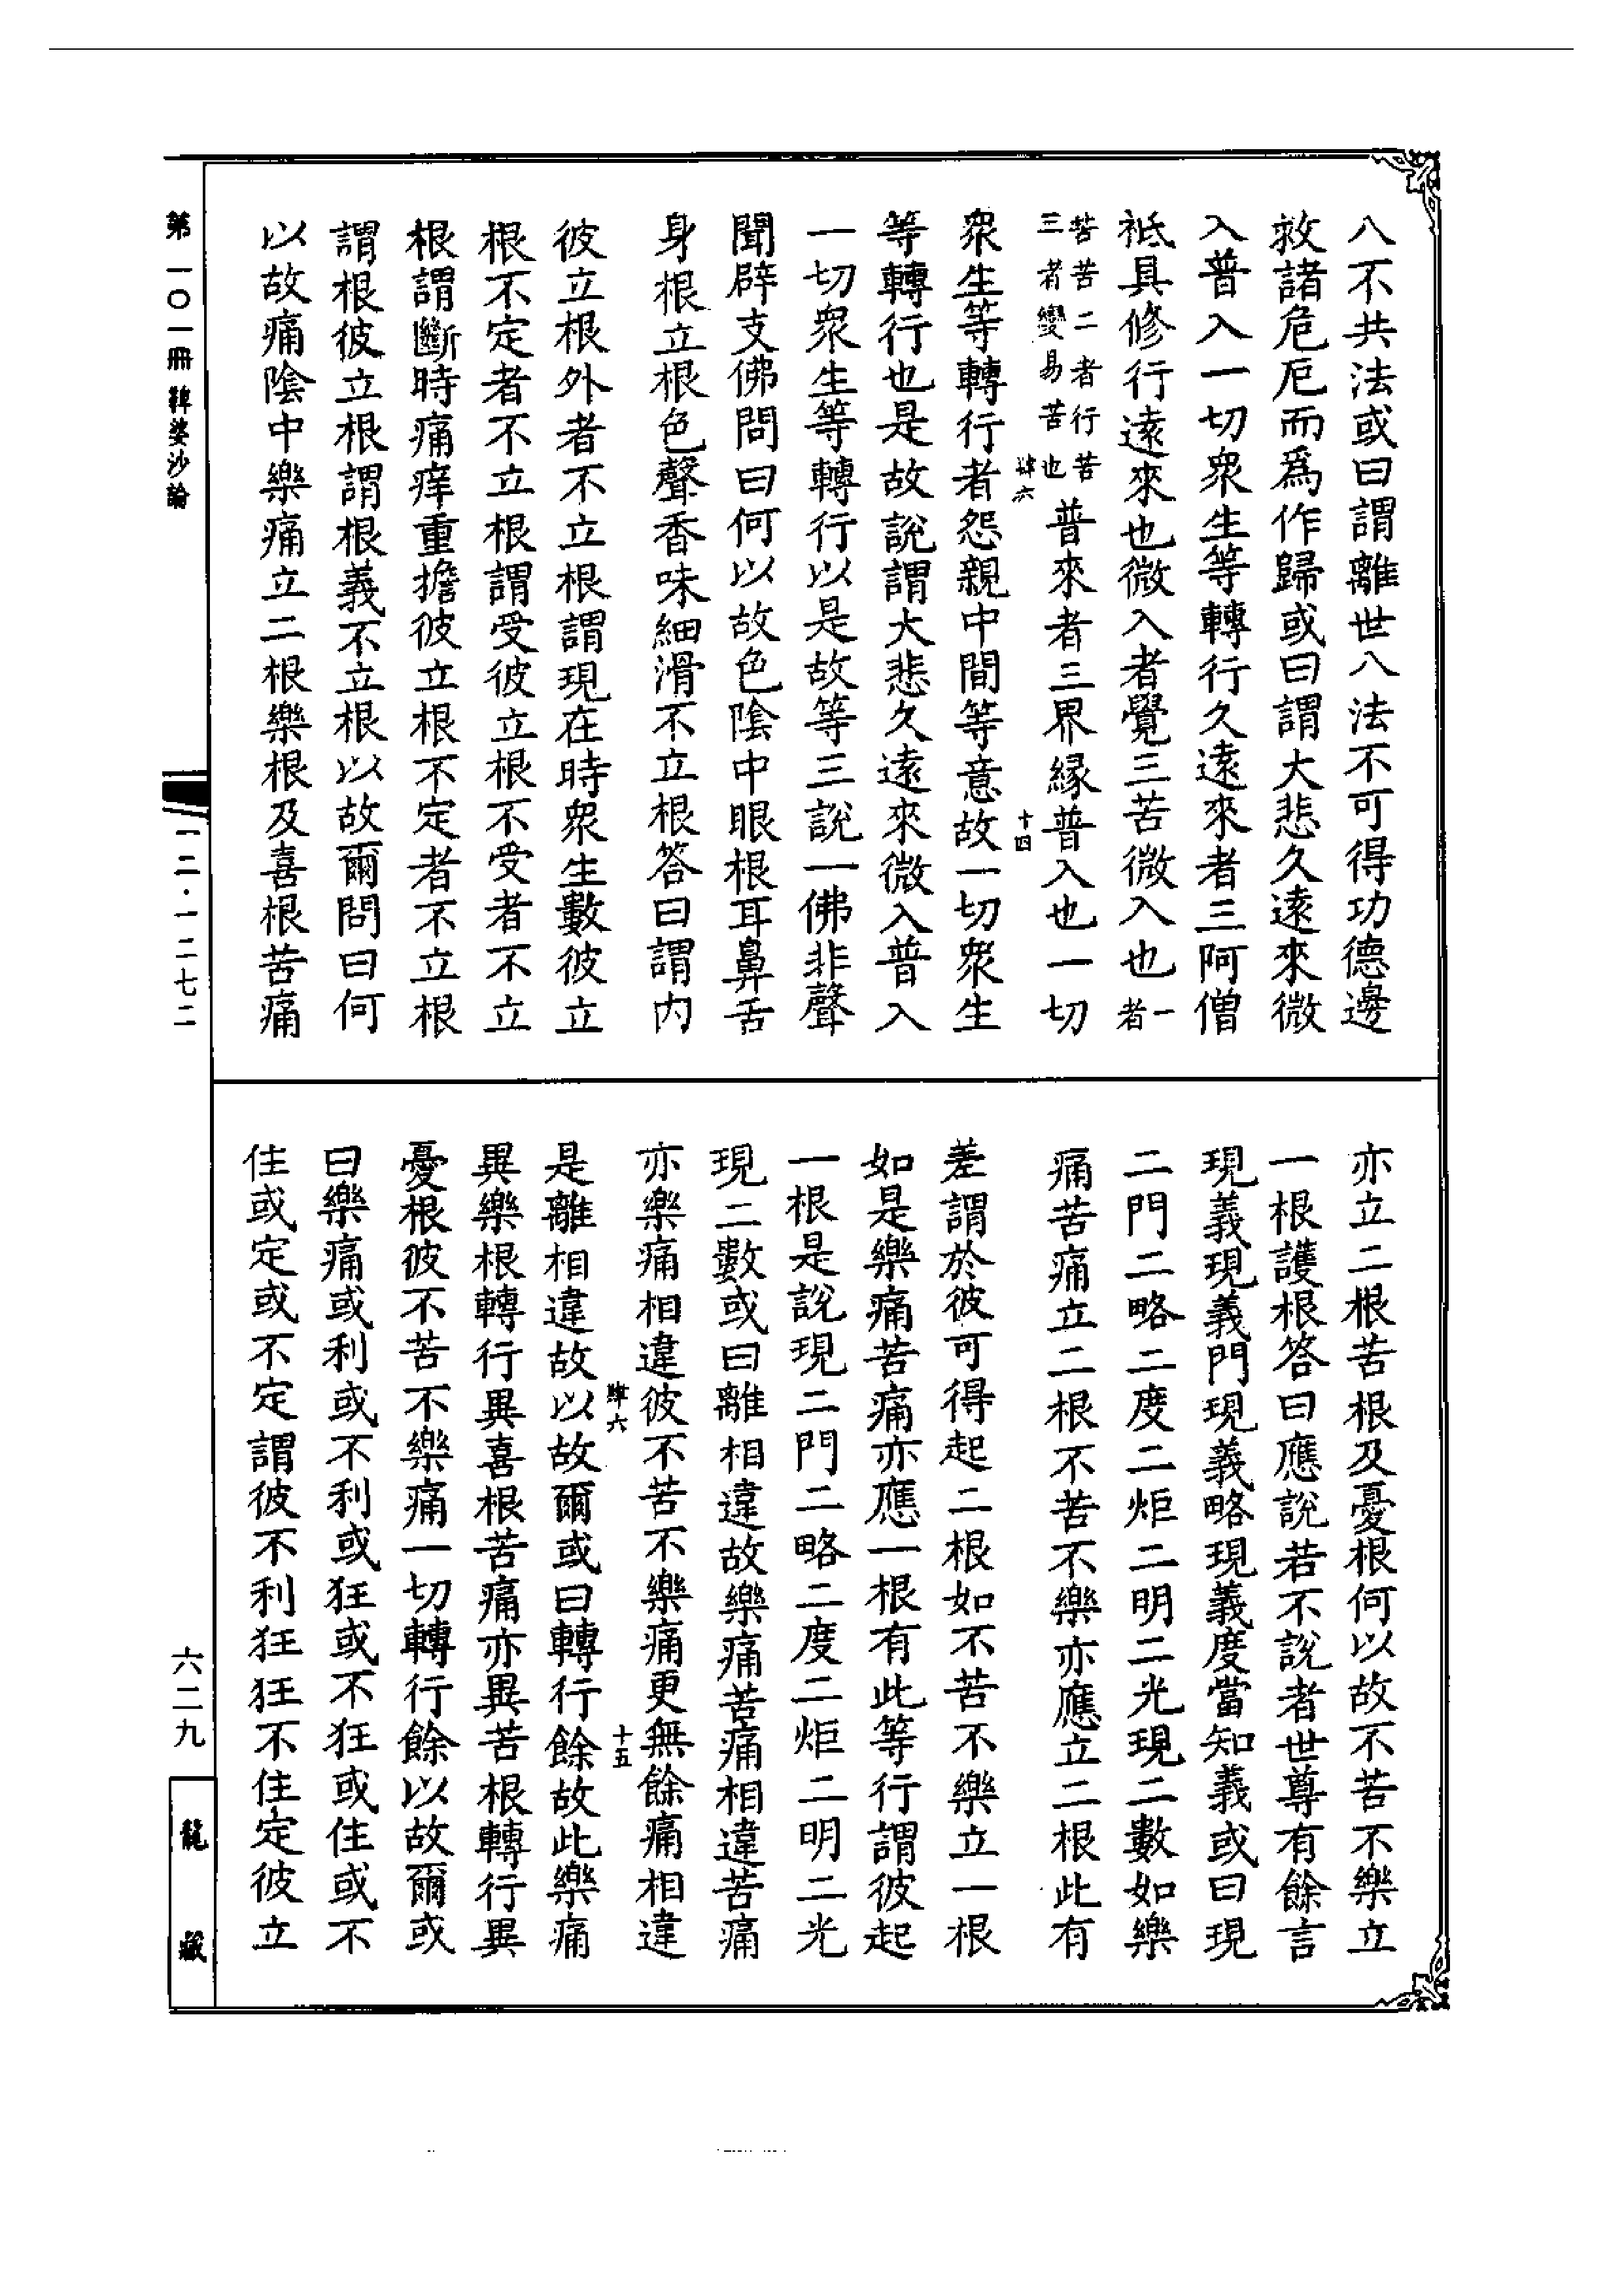 八不共法或曰謂離世八法不可得功德邊
救諸危厄而爲作歸或曰謂大悲久遠來微
入普入一切衆生等轉行久遠來者三阿僧
祇具修行遠來也微入者覺三苦微入也一者
苦苦二者行苦三者變易苦也普來者三界縁普入也一切
肆六
十四
衆生等轉行者怨親中間等意故一切衆生
等轉行也是故說謂大悲久遠來微入普入
一切衆生等轉行以是故等三說一佛非聲
聞辟支佛問曰何以故色陰中眼根耳鼻舌
身根立根色聲香味細滑不立根答曰謂内
彼立根外者不立根謂現在時衆生數彼立
根不定者不立根謂受彼立根不受者不立
根謂斷時痛痒重擔彼立根不定者不立根
謂根彼立根謂根義不立根以故爾問曰何
以故痛陰中樂痛立二根樂根及喜根苦痛
亦立二根苦根及憂根何以故不苦不樂立
一根護根答曰應說若不說者世尊有餘言
現義現義門現義略現義度當知義或曰現
二門二略二度二炬二明二光現二數如樂
痛苦痛立二根不苦不樂亦應立二根此有
差謂於彼可得起二根如不苦不樂立一根
如是樂痛苦痛亦應一根有此等行謂彼起
一根是說現二門二略二度二炬二明二光
現二數或曰離相違故樂痛苦痛相違苦痛
亦樂痛相違彼不苦不樂痛更無餘痛相違
肆六
十五
是離相違故以故爾或曰轉行餘故此樂痛
異樂根轉行異喜根苦痛亦異苦根轉行異
憂根彼不苦不樂痛一切轉行餘以故爾或
曰樂痛或利或不利或狂或不狂或住或不
住或定或不定謂彼不利狂狂不住定彼立
第一〇一冊 鞞婆沙論
一二·一二七二
六二九
龍藏